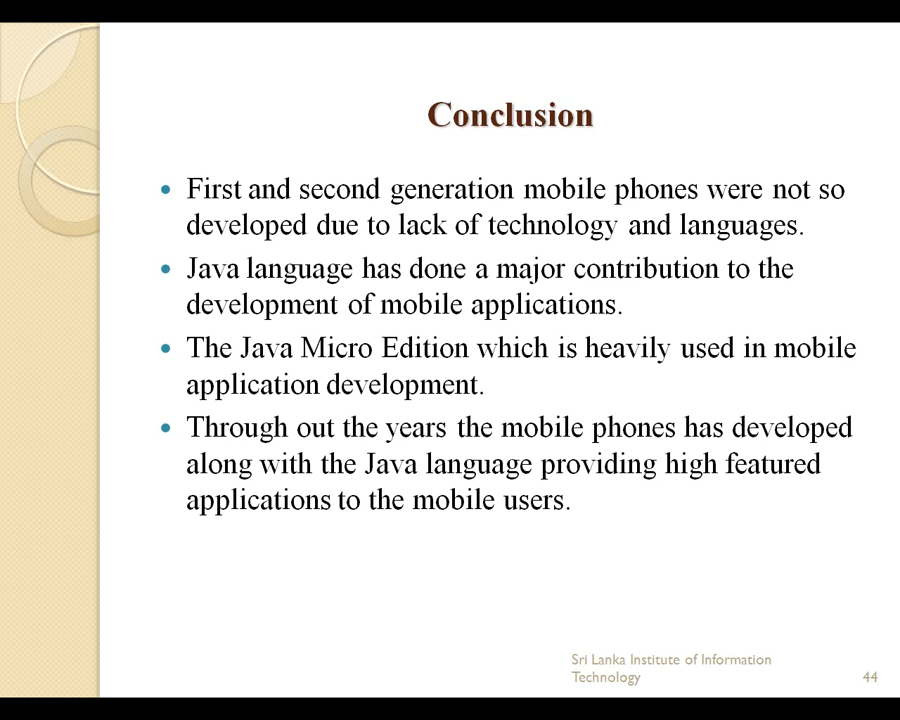 Conclusion
• First and second generation mobile phones were not so
developed due to lack of technology and languages.
• Java language has done a major contribution to the
development of mobile applications.
• The Java Micro Edition which is heavily used in mobile
application development.
• Through out the years the mobile phones has developed
along with the Java language providing high featured
applications to the mobile users.
Sri Lanka Institute of Information
Technology
44